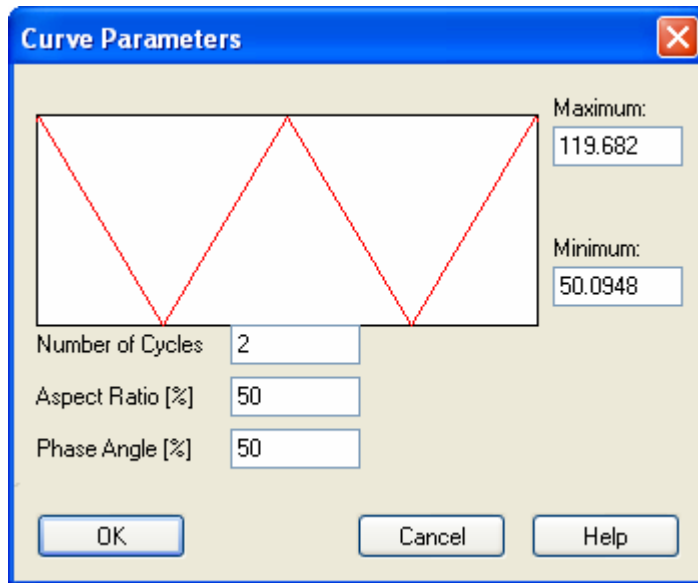 Curve Parameters
Maximum:
119.682
Minimum:
50.0948
Number of Cycles 2
Aspect Ratio [%] 50
Phase Angle [%] 50
OK Cancel Help